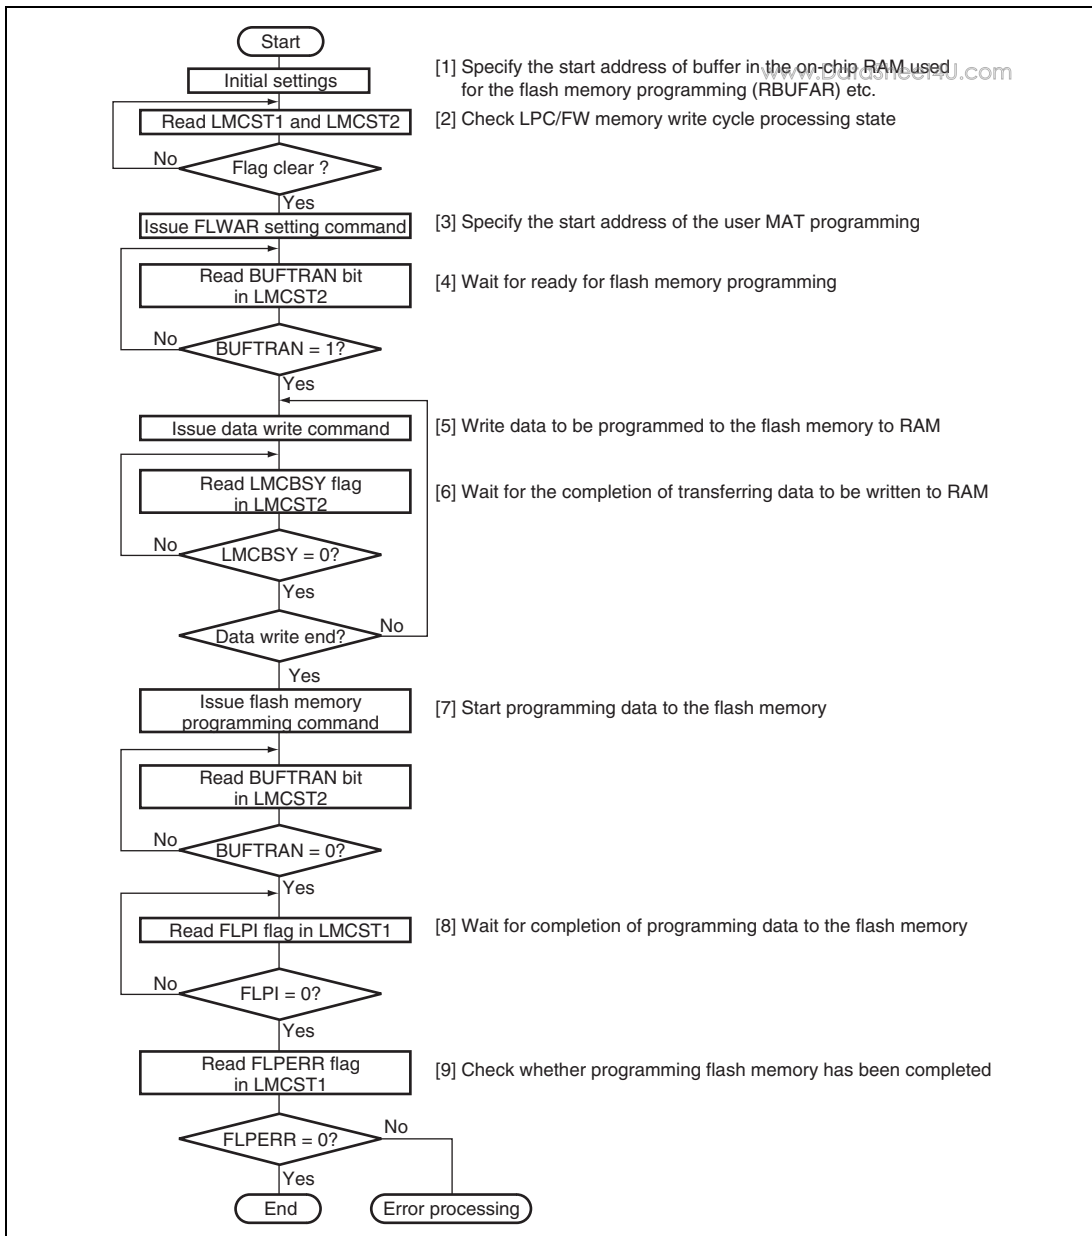 Start
Initial settings
[1] Specify the start address of buffer in the on-chip RAM used
for the flash memory programming (RBUFAR) etc.
www.DataSheet4U.com
Read LMCST1 and LMCST2
[2] Check LPC/FW memory write cycle processing state
No
Flag clear ?
Yes
Issue FLWAR setting command
[3] Specify the start address of the user MAT programming
Read BUFTRAN bit
in LMCST2
[4] Wait for ready for flash memory programming
No
BUFTRAN = 1?
Yes
Issue data write command
[5] Write data to be programmed to the flash memory to RAM
Read LMCBSY flag
in LMCST2
[6] Wait for the completion of transferring data to be written to RAM
No
LMCBSY = 0?
Yes
Data write end?
No
Yes
Issue flash memory
programming command
[7] Start programming data to the flash memory
Read BUFTRAN bit
in LMCST2
No
BUFTRAN = 0?
Yes
Read FLPI flag in LMCST1
[8] Wait for completion of programming data to the flash memory
No
FLPI = 0?
Yes
Read FLPERR flag
in LMCST1
[9] Check whether programming flash memory has been completed
FLPERR = 0?
No
Yes
End
Error processing